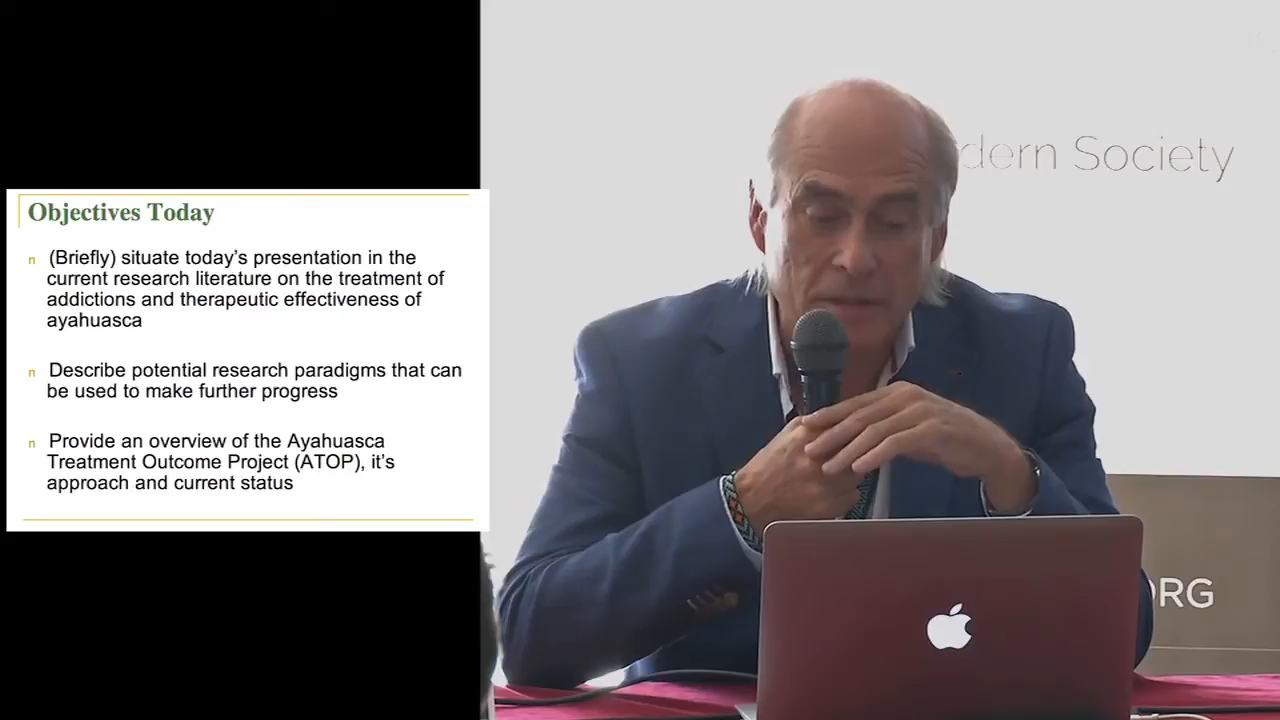 Objectives Today
(Briefly) situate today's presentation in the
current research literature on the treatment of
addictions and therapeutic effectiveness of
ayahuasca
Describe potential research paradigms that can
be used to make further progress
Provide an overview of the Ayahuasca
Treatment Outcome Project (ATOP), it's
approach and current status
dern Society
ORG